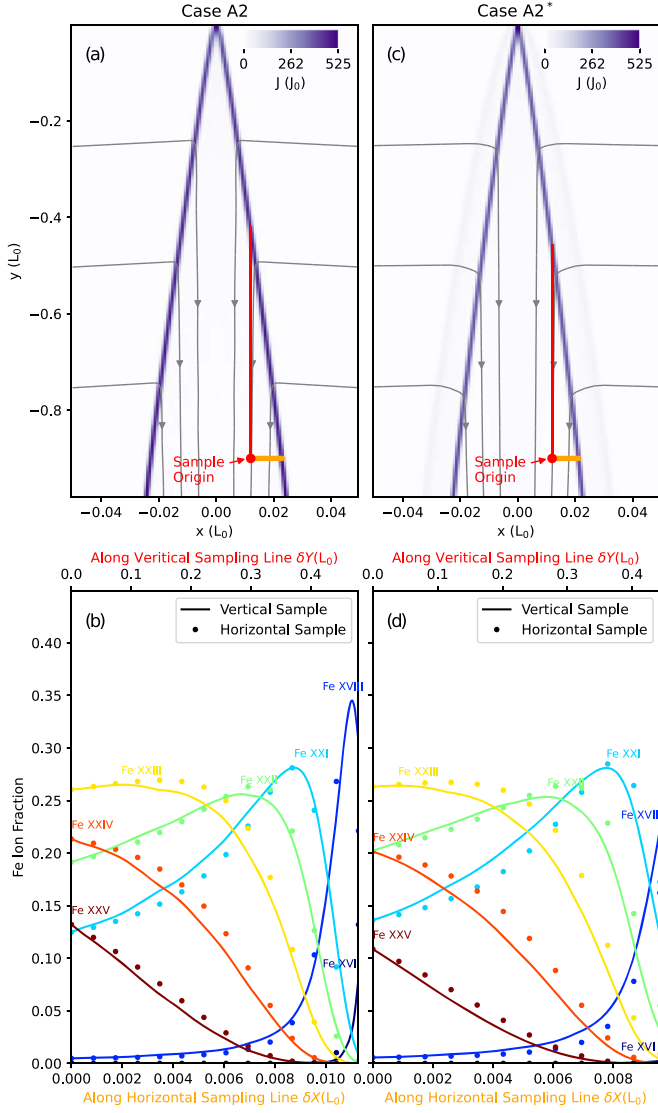 Case A2
Case A2*
(a)
0 262 525
J (J0)
(c)
0 262 525
J (J0)
−0.2
−0.4
−0.6
−0.8
y (L0)
Sample
Origin
Sample
Origin
−0.04 −0.02 0.00 0.02 0.04
x (L0)
−0.04 −0.02 0.00 0.02 0.04
x (L0)
Along Veritical Sampling Line δY(L0)
Along Veritical Sampling Line δY(L0)
0.0 0.1 0.2 0.3 0.4
0.0 0.1 0.2 0.3 0.4
(b)
Vertical Sample
Horizontal Sample
(d)
Vertical Sample
Horizontal Sample
0.40
0.35
0.30
0.25
0.20
0.15
0.10
0.05
0.00
Fe Ion Fraction
Fe XVIII
Fe XXI
Fe XXIII
Fe XXII
Fe XXIV
Fe XXV
Fe XVI
Fe XXI
Fe XXIII
Fe XXII
Fe XVII
Fe XXIV
Fe XXV
Fe XVI
0.000 0.002 0.004 0.006 0.008 0.010
0.000 0.002 0.004 0.006 0.008
Along Horizontal Sampling Line δX(L0)
Along Horizontal Sampling Line δX(L0)